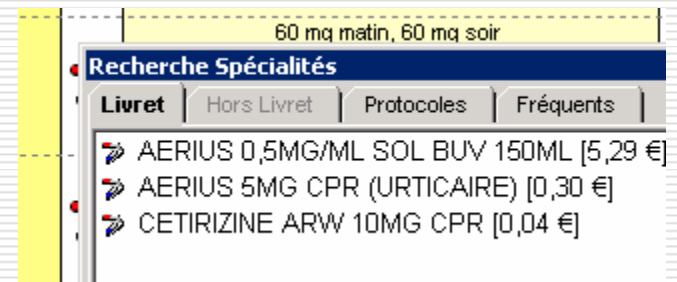 60 mg matin, 60 mg soir
Recherche Spécialités
Livret Hors Livret Protocoles Fréquents
AERIUS 0,5MG/ML SOL BUV 150ML [5,29 €]
AERIUS 5MG CPR (URTICAIRE) [0,30 €]
CETIRIZINE ARW 10MG CPR [0,04 €]